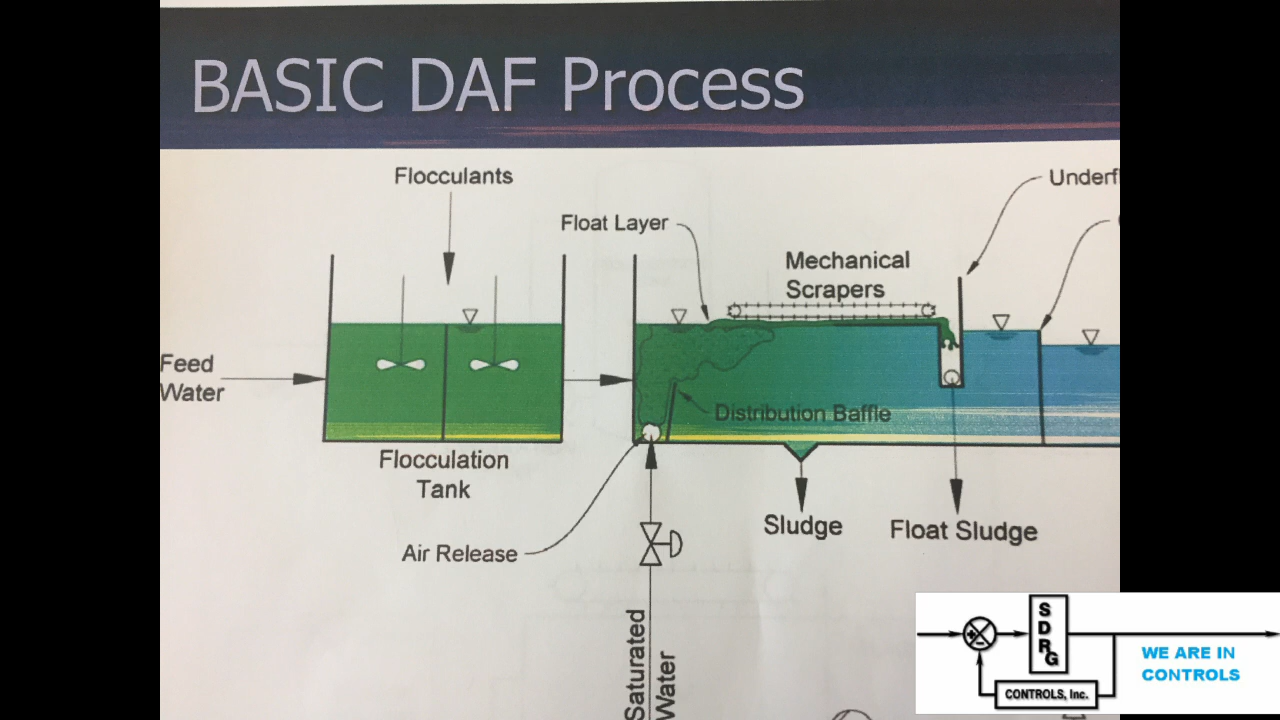 BASIC DAF Process
Flocculants
Float Layer
Mechanical
Scrapers
Feed
Water
Distribution Baffle
Flocculation
Tank
Air Release
Sludge
Float Sludge
Saturated
Water
SDRG
CONTROLS, Inc.
WE ARE IN
CONTROLS